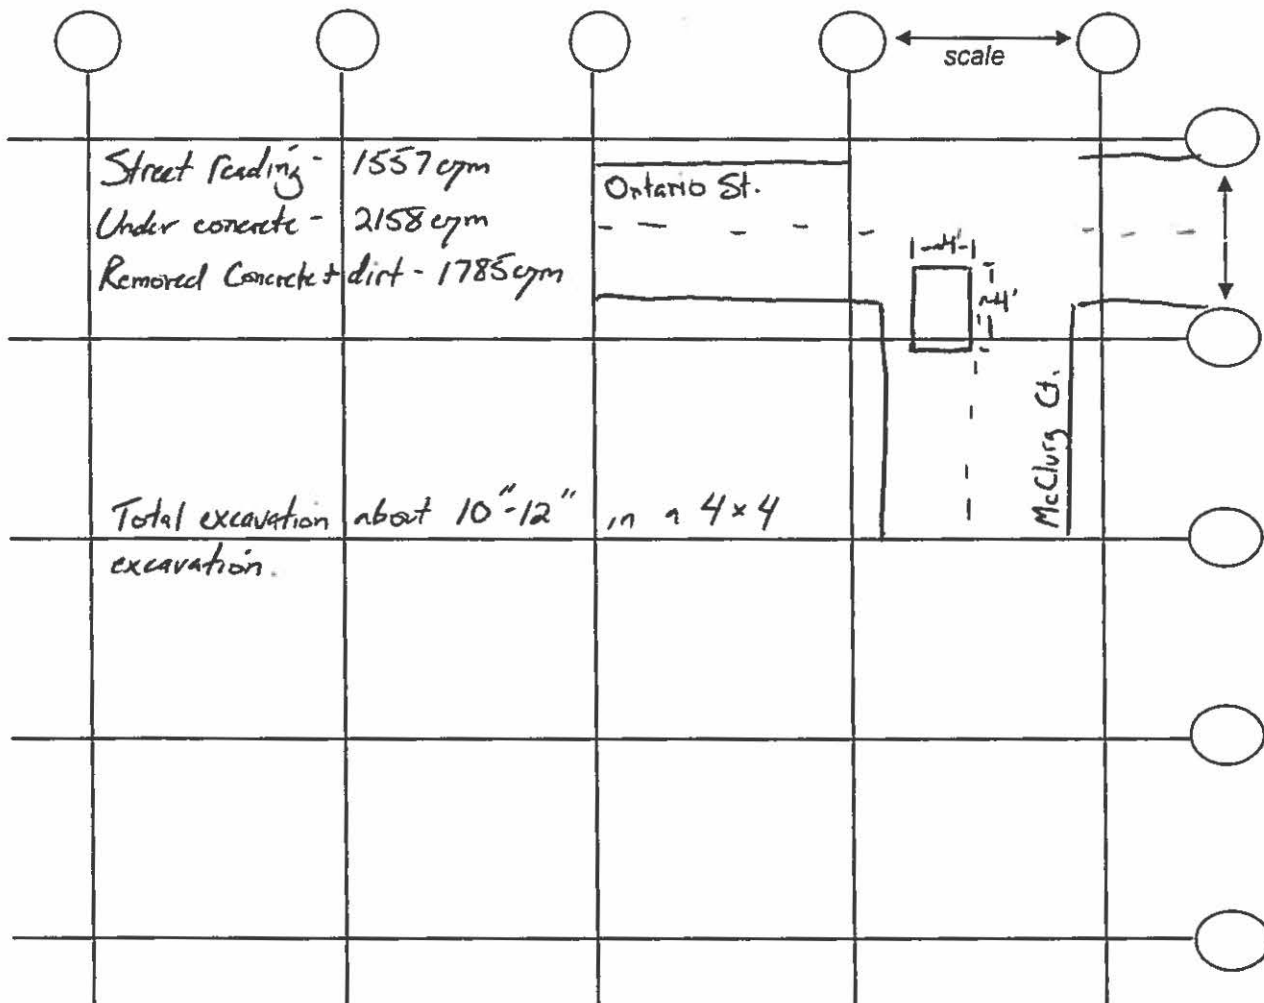 scale
Street reading - 1557 cpm
Under concrete - 2158 cpm
Removed Concrete + dirt - 1785 cpm
Ontario St.
~4'
~4'
McClurg Ct.
Total excavation about 10"-12" in a 4x4
excavation.